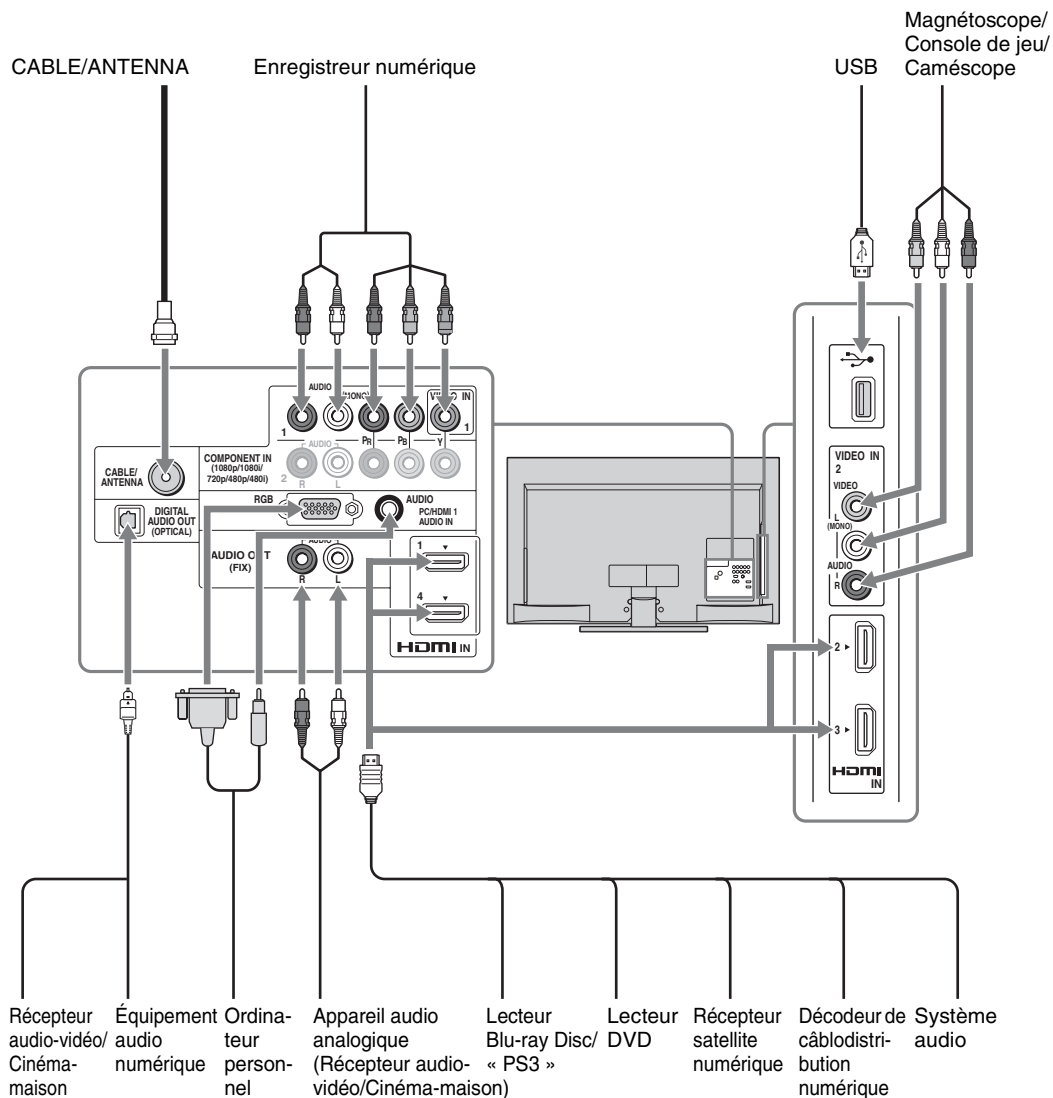 Magnétoscope/
Console de jeu/
Caméscope
CABLE/ANTENNA
Enregistreur numérique
USB
AUDIO
(MONO)
VIDEO IN
1
1
PR
PB
Y
AUDIO
COMPONENT IN
(1080p/1080i/
720p/480p/480i)
2
R
L
CABLE/
ANTENNA
DIGITAL
AUDIO OUT
(OPTICAL)
RGB
AUDIO
PC/HDMI 1
AUDIO IN
AUDIO OUT
(FIX)
AUDIO
R
L
1
4
HDMI IN
VIDEO IN
2
VIDEO
L
(MONO)
AUDIO
R
2
3
HDMI
IN
Récepteur
audio-vidéo/
Cinéma-
maison
Équipement
audio
numérique
Ordina-
teur
person-
nel
Appareil audio
analogique
(Récepteur audio-
vidéo/Cinéma-maison)
Lecteur
Blu-ray Disc/
« PS3 »
Lecteur
DVD
Récepteur
satellite
numérique
Décodeur de
câblodistri-
bution
numérique
Système
audio